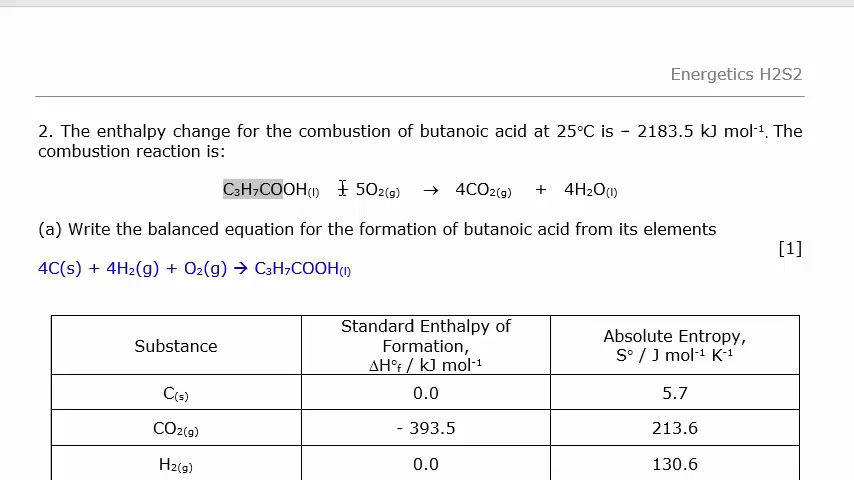 Energetics H2S2
2. The enthalpy change for the combustion of butanoic acid at 25°C is – 2183.5 kJ mol⁻¹. The
combustion reaction is:
C₃H₇COOH₍ₗ₎ + 5O₂(g) → 4CO₂(g) + 4H₂O(l)
(a) Write the balanced equation for the formation of butanoic acid from its elements
[1]
4C(s) + 4H₂(g) + O₂(g) → C₃H₇COOH(l)
Substance
Standard Enthalpy of
Formation,
ΔH°f / kJ mol⁻¹
Absolute Entropy,
S° / J mol⁻¹ K⁻¹
C(s) 0.0 5.7
CO₂(g) - 393.5 213.6
H₂(g) 0.0 130.6